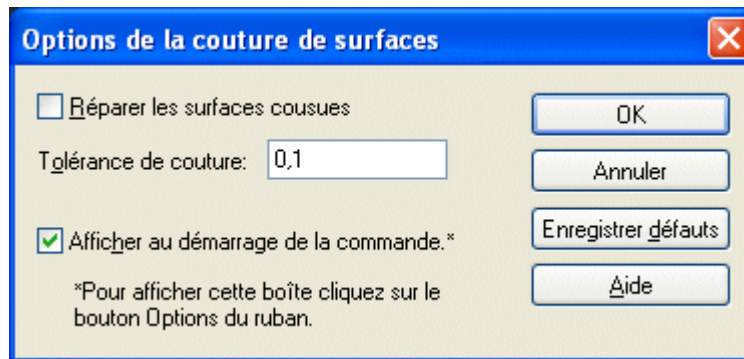 Options de la couture de surfaces
Réparer les surfaces cousues
OK
Tolérance de couture: 0,1
Annuler
Enregistrer défauts
Afficher au démarrage de la commande.*
Aide
*Pour afficher cette boîte cliquez sur le
bouton Options du ruban.